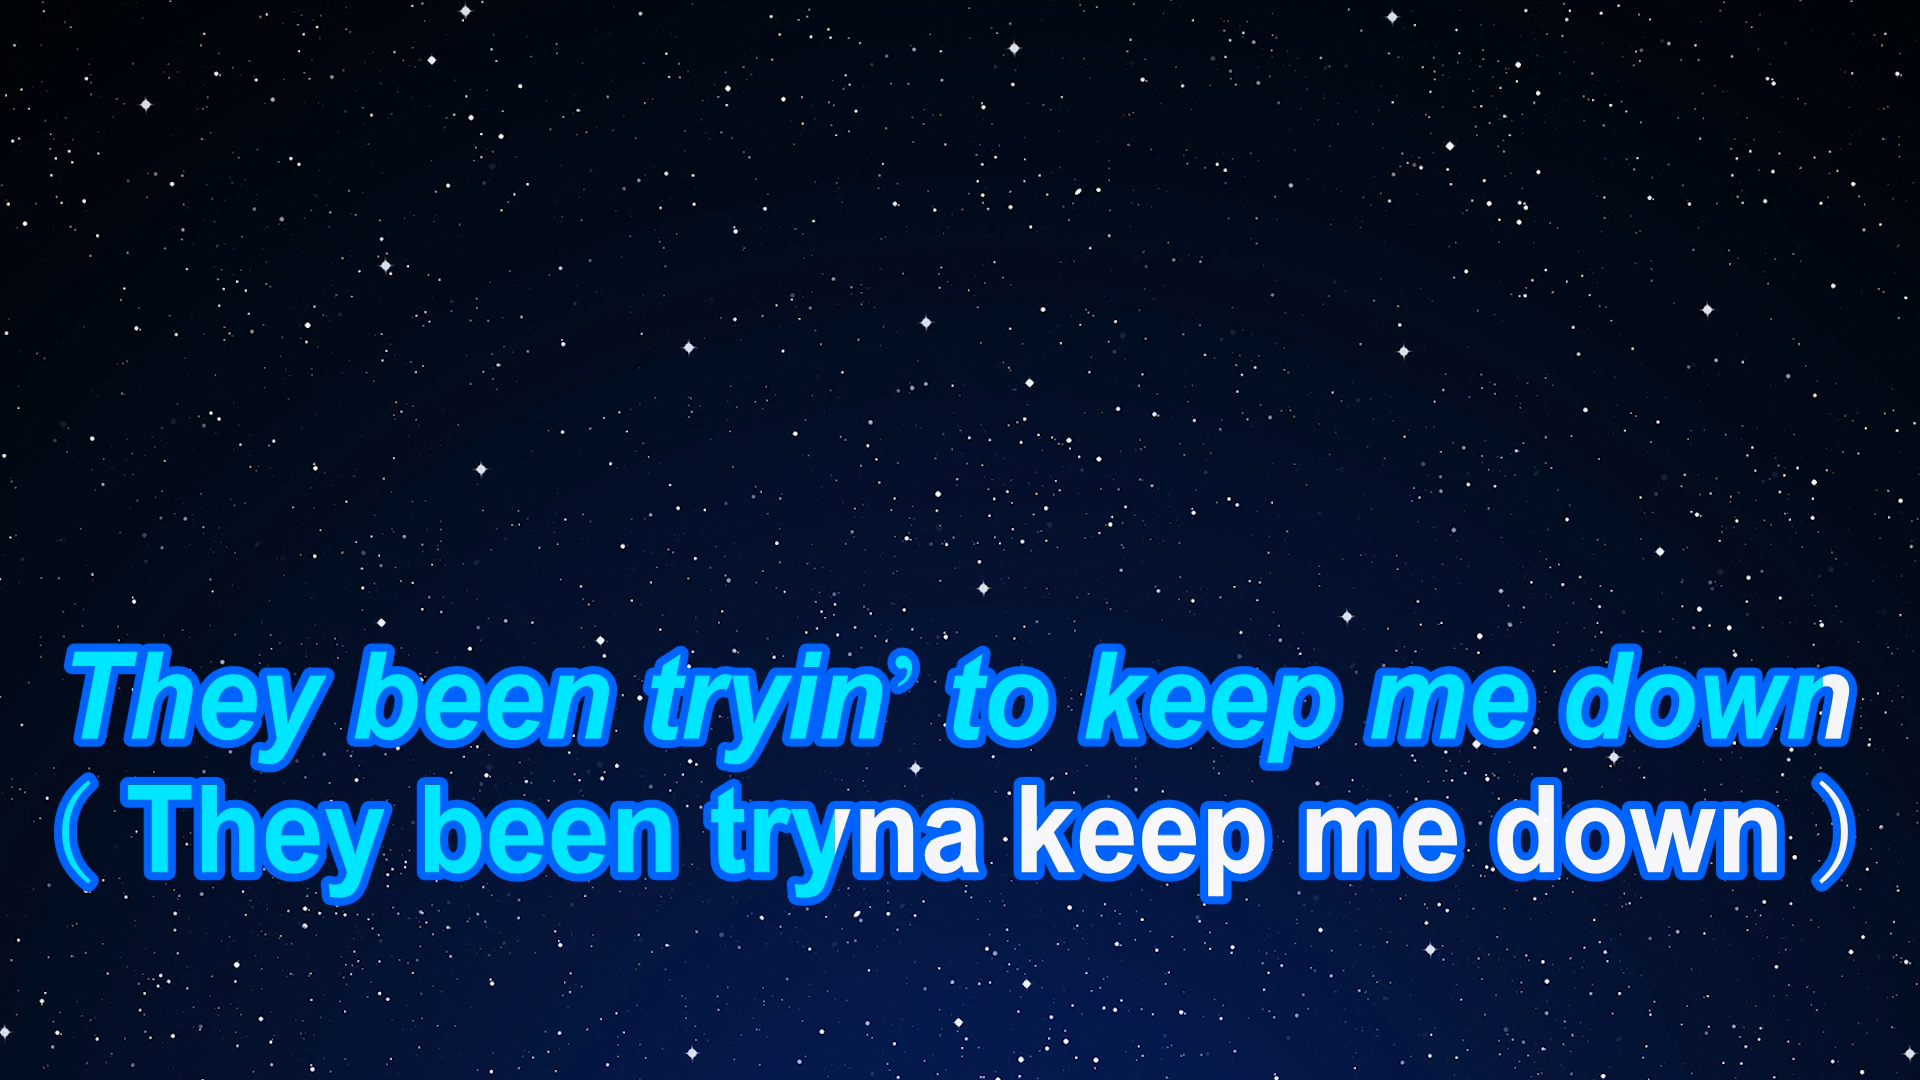 They been tryin’ to keep me down
( They been tryna keep me down )